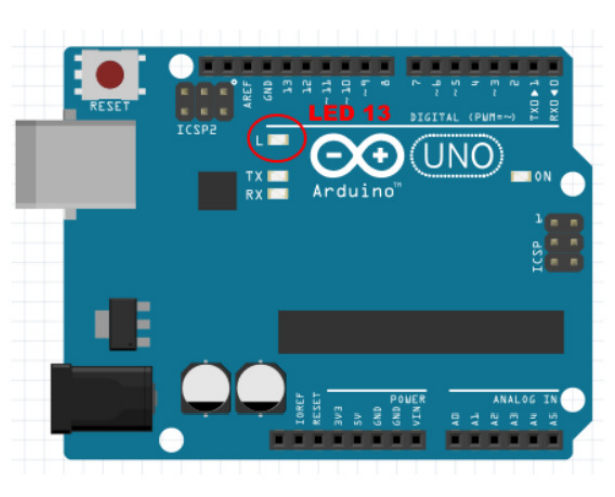 RESET
ICSP2
AREF
GND
13
12
~11
~10
~9
8
7
~6
~5
4
~3
2
TXD ▶ 1
RXD ◀ 0
LED 13
DIGITAL (PWM=~)
L
TX
RX
Arduino™
UNO
ON
1
ICSP
POWER
ANALOG IN
IOREF
RESET
3V3
5V
GND
GND
VIN
A0
A1
A2
A3
A4
A5